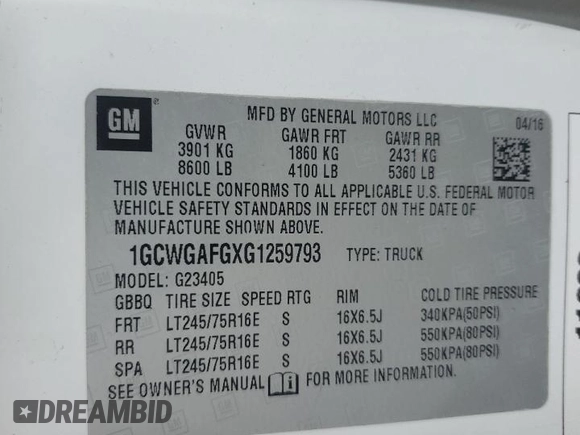 GM
MFD BY GENERAL MOTORS LLC 04/16
GVWR GAWR FRT GAWR RR
3901 KG 1860 KG 2431 KG
8600 LB 4100 LB 5360 LB
THIS VEHICLE CONFORMS TO ALL APPLICABLE U.S. FEDERAL MOTOR
VEHICLE SAFETY STANDARDS IN EFFECT ON THE DATE OF
MANUFACTURE SHOWN ABOVE.
1GCWGAFGXG1259793 TYPE: TRUCK
MODEL: G23405
GBBQ TIRE SIZE SPEED RTG RIM COLD TIRE PRESSURE
FRT LT245/75R16E S 16X6.5J 340KPA(50PSI)
RR LT245/75R16E S 16X6.5J 550KPA(80PSI)
SPA LT245/75R16E S 16X6.5J 550KPA(80PSI)
SEE OWNER'S MANUAL i FOR MORE INFORMATION.
DREAMBID